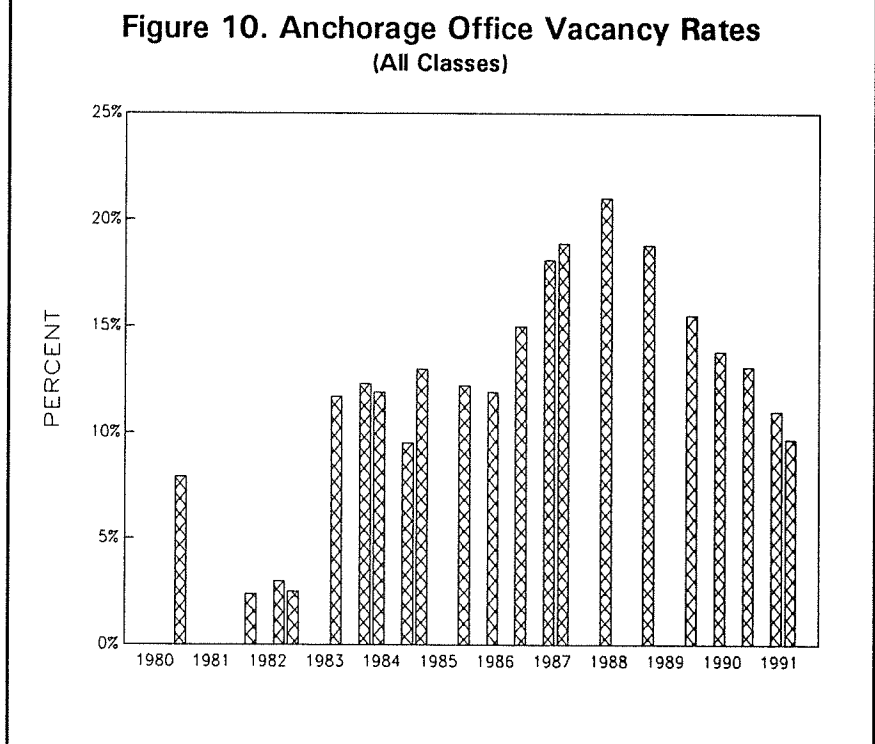 Figure 10. Anchorage Office Vacancy Rates
(All Classes)
25%
20%
15%
10%
5%
0%
PERCENT
1980 1981 1982 1983 1984 1985 1986 1987 1988 1989 1990 1991